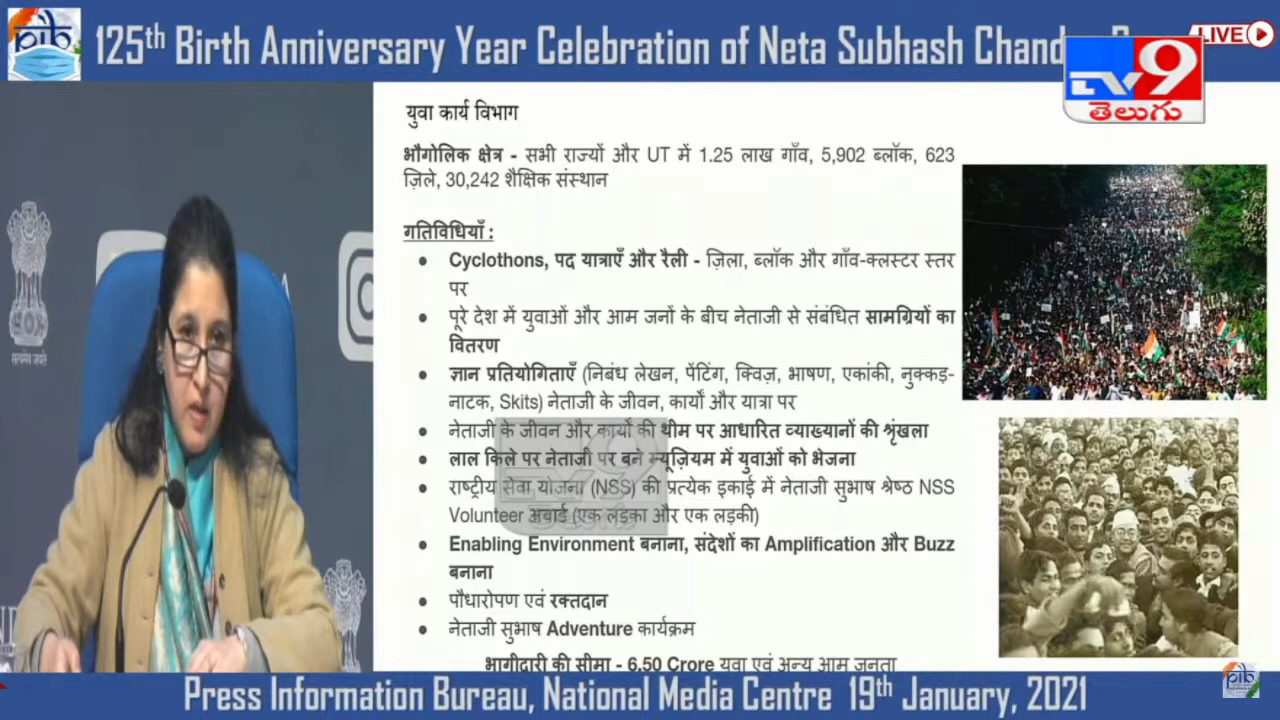 pib
125th Birth Anniversary Year Celebration of Neta Subhash
LIVE
TV9
తెలుగు
युवा कार्य विभाग
भौगोलिक क्षेत्र - सभी राज्यों और UT में 1.25 लाख गाँव, 5,902 ब्लॉक, 623
ज़िले, 30,242 शैक्षिक संस्थान
गतिविधियाँ :
Cyclothons, पद यात्राएँ और रैली - ज़िला, ब्लॉक और गाँव-क्लस्टर स्तर
पर
पूरे देश में युवाओं और आम जनों के बीच नेताजी से संबंधित सामग्रियों का
वितरण
ज्ञान प्रतियोगिताएँ (निबंध लेखन, पेंटिंग, क्विज़, भाषण, एकांकी, नुक्कड़-
नाटक, Skits) नेताजी के जीवन, कार्यों और यात्रा पर
नेताजी के जीवन और कार्यों की थीम पर आधारित व्याख्यानों की श्रृंखला
लाल किले पर नेताजी पर बने म्यूज़ियम में युवाओं को भेजना
राष्ट्रीय सेवा योजना (NSS) की प्रत्येक इकाई में नेताजी सुभाष श्रेष्ठ NSS
Volunteer अवार्ड (एक लड़का और एक लड़की)
Enabling Environment बनाना, संदेशों का Amplification और Buzz
बनाना
पौधारोपण एवं रक्तदान
नेताजी सुभाष Adventure कार्यक्रम
भागीदारी की सीमा - 6.50 Crore युवा एवं अन्य आम जनता
सत्यमेव जयते
Press Information Bureau, National Media Centre 19th January, 2021
pib